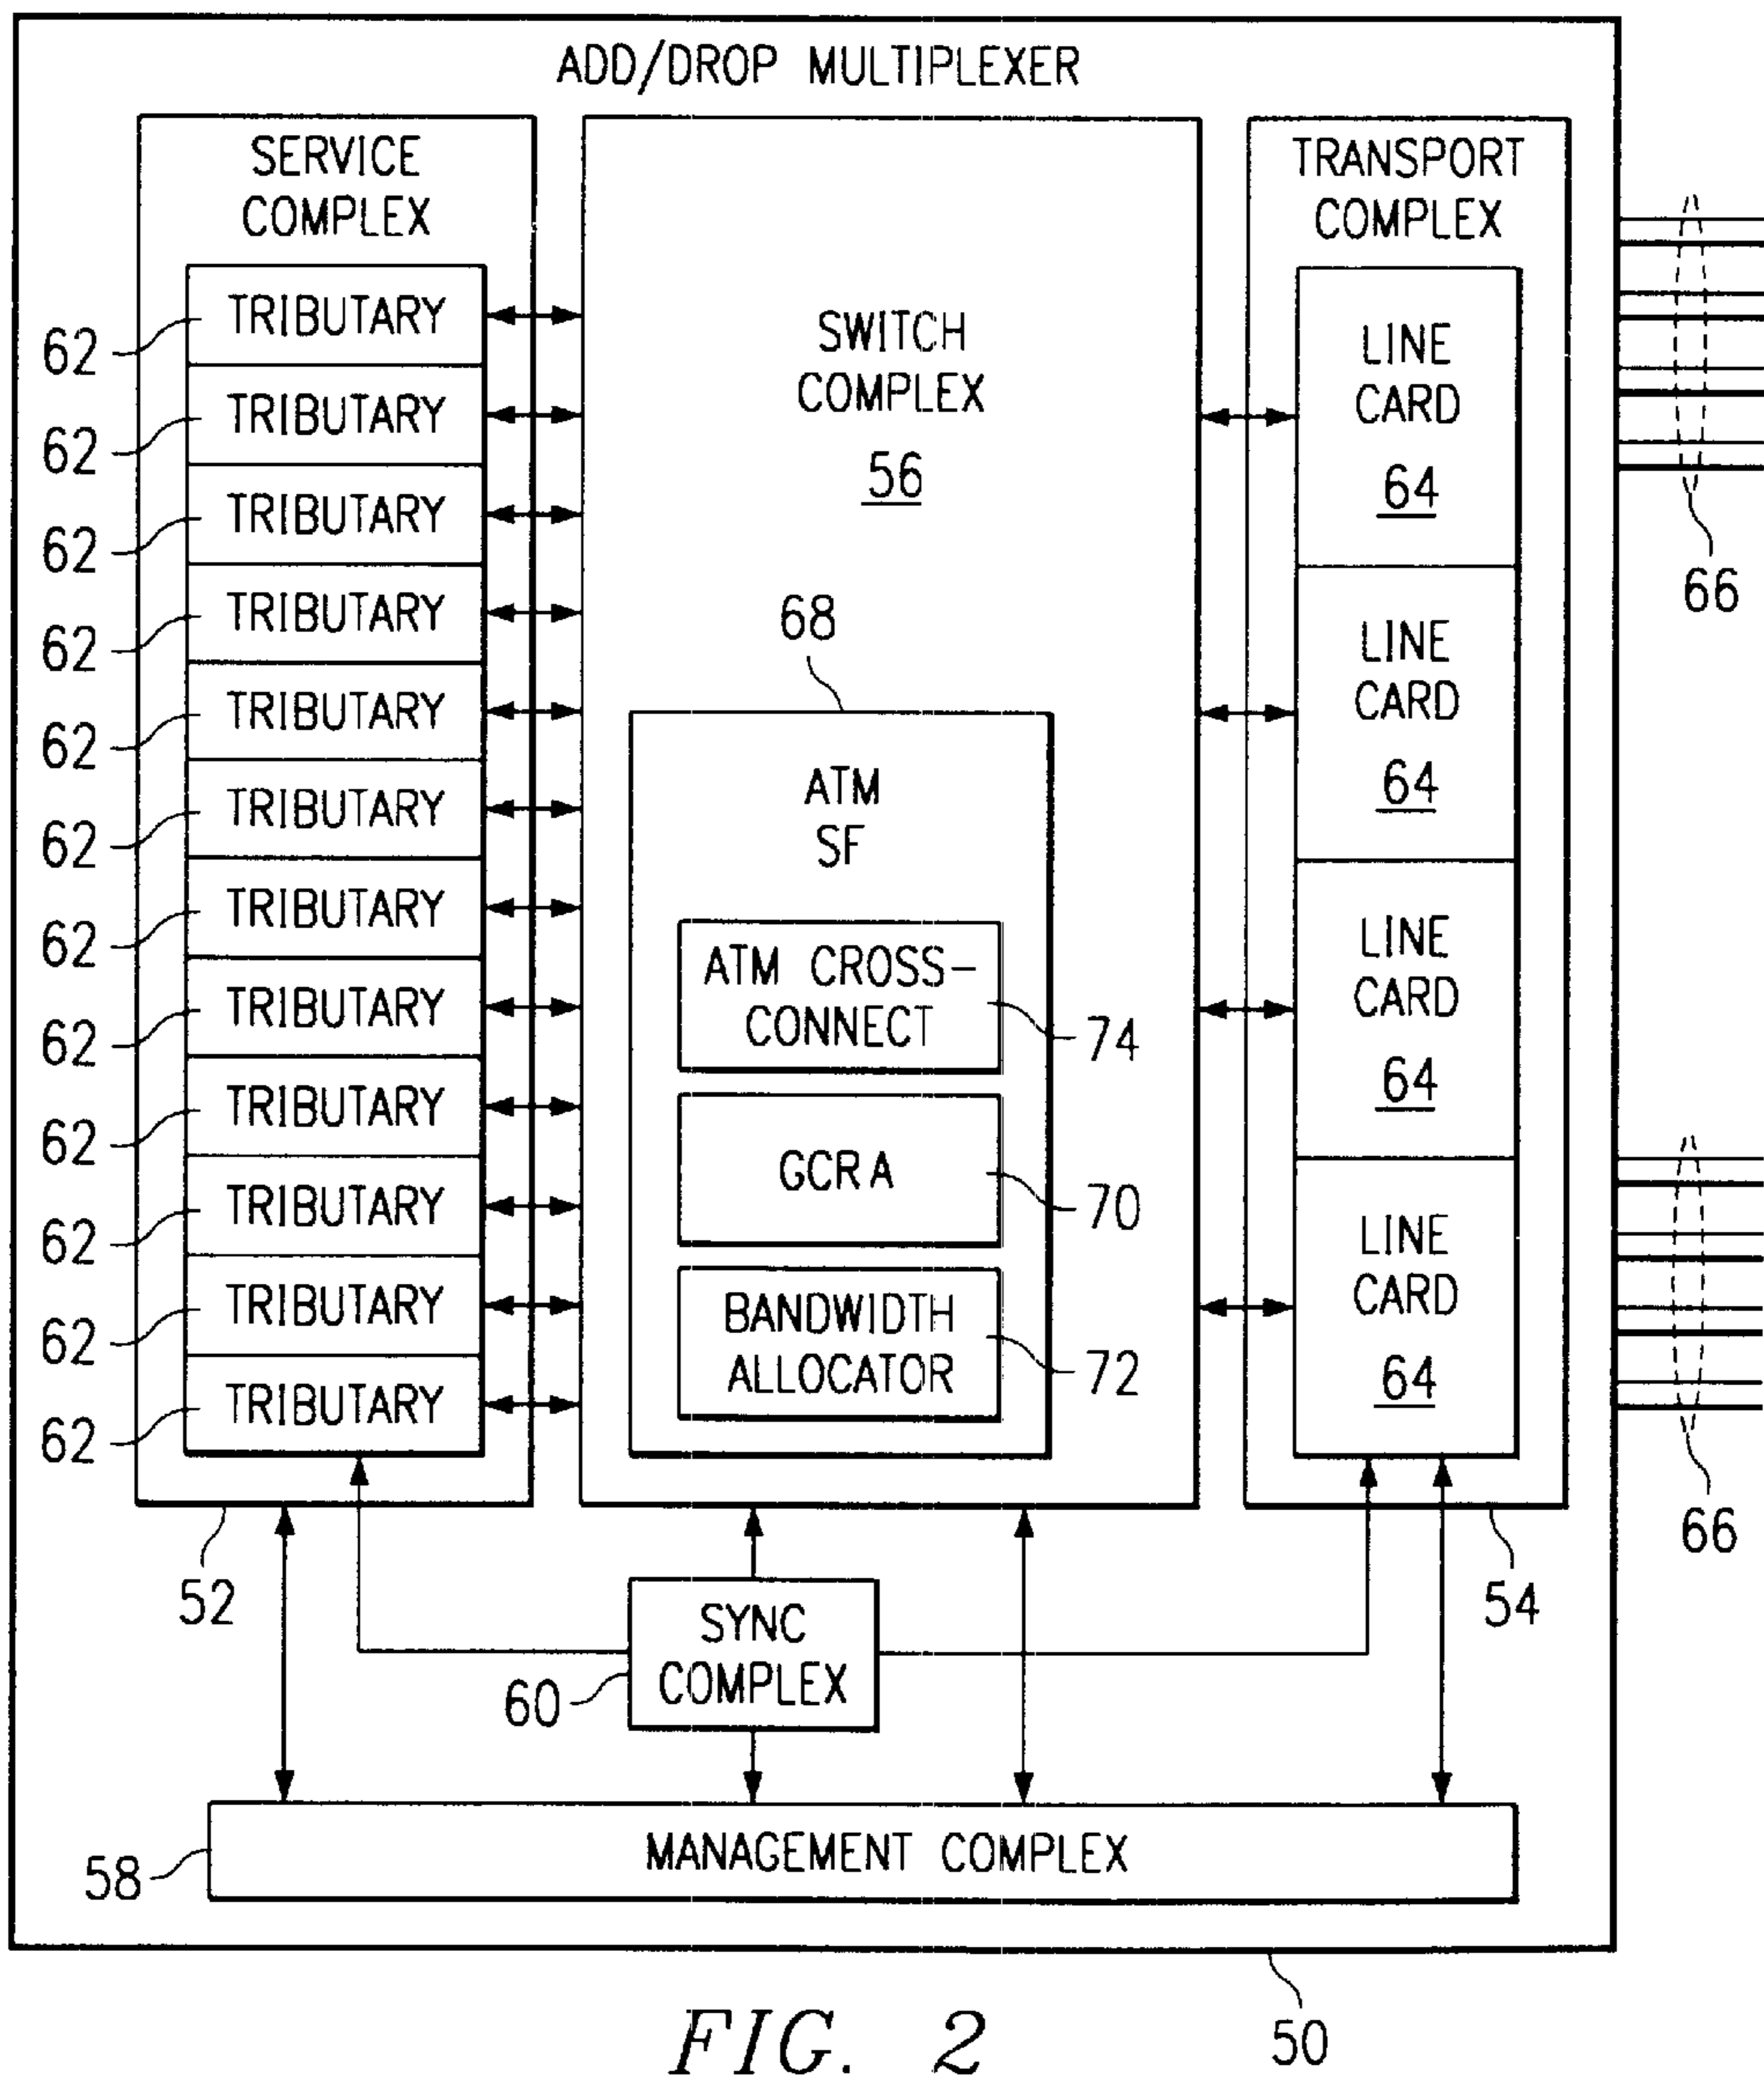 ADD/DROP MULTIPLEXER
SERVICE
COMPLEX
TRIBUTARY
62
TRIBUTARY
62
TRIBUTARY
62
TRIBUTARY
62
TRIBUTARY
62
TRIBUTARY
62
TRIBUTARY
62
TRIBUTARY
62
TRIBUTARY
62
TRIBUTARY
62
TRIBUTARY
62
TRIBUTARY
62
52
SWITCH
COMPLEX
56
68
ATM
SF
ATM CROSS-
CONNECT
74
GCRA
70
BANDWIDTH
ALLOCATOR
72
TRANSPORT
COMPLEX
LINE
CARD
64
LINE
CARD
64
LINE
CARD
64
LINE
CARD
64
54
66
66
SYNC
COMPLEX
60
MANAGEMENT COMPLEX
58
50
FIG. 2